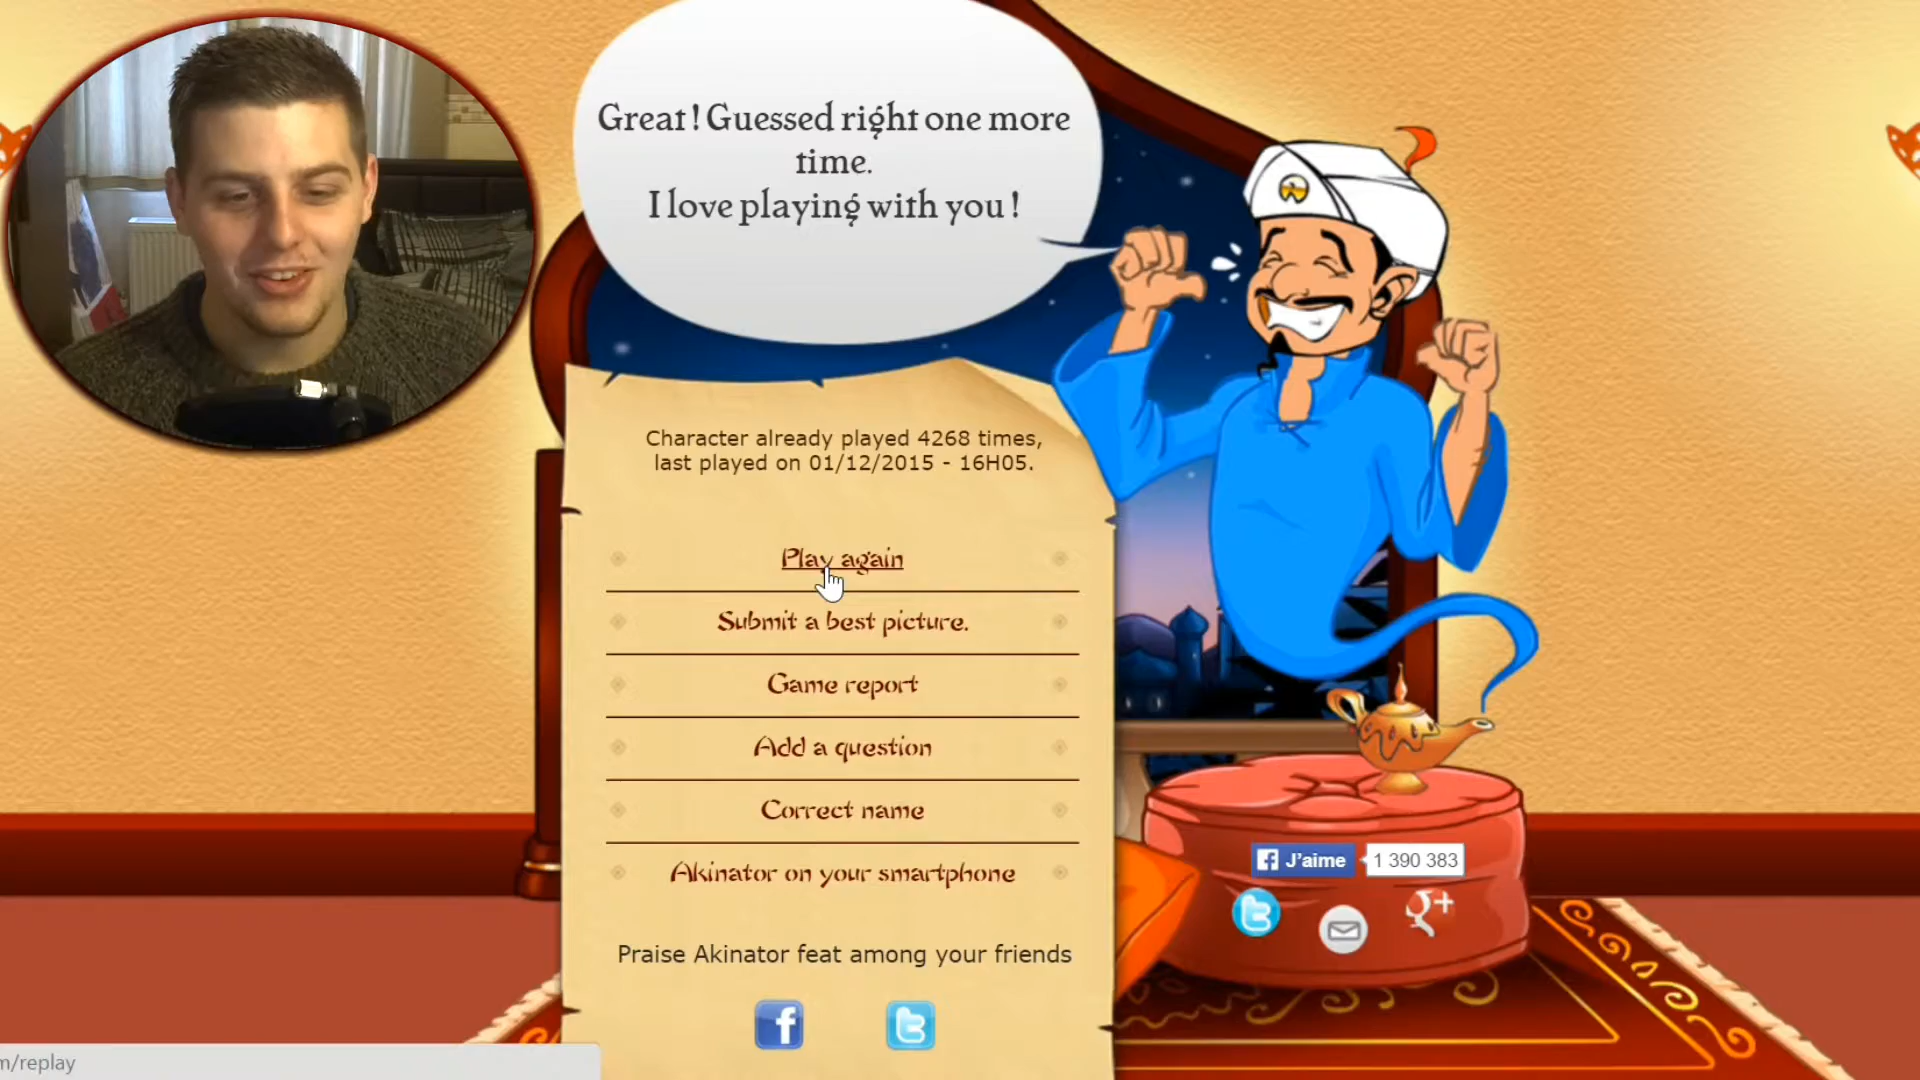 Great ! Guessed right one more
time.
I love playing with you !
Character already played 4268 times,
last played on 01/12/2015 - 16H05.
Play again
Submit a best picture.
Game report
Add a question
Correct name
Akinator on your smartphone
J'aime
1 390 383
Praise Akinator feat among your friends
m/replay